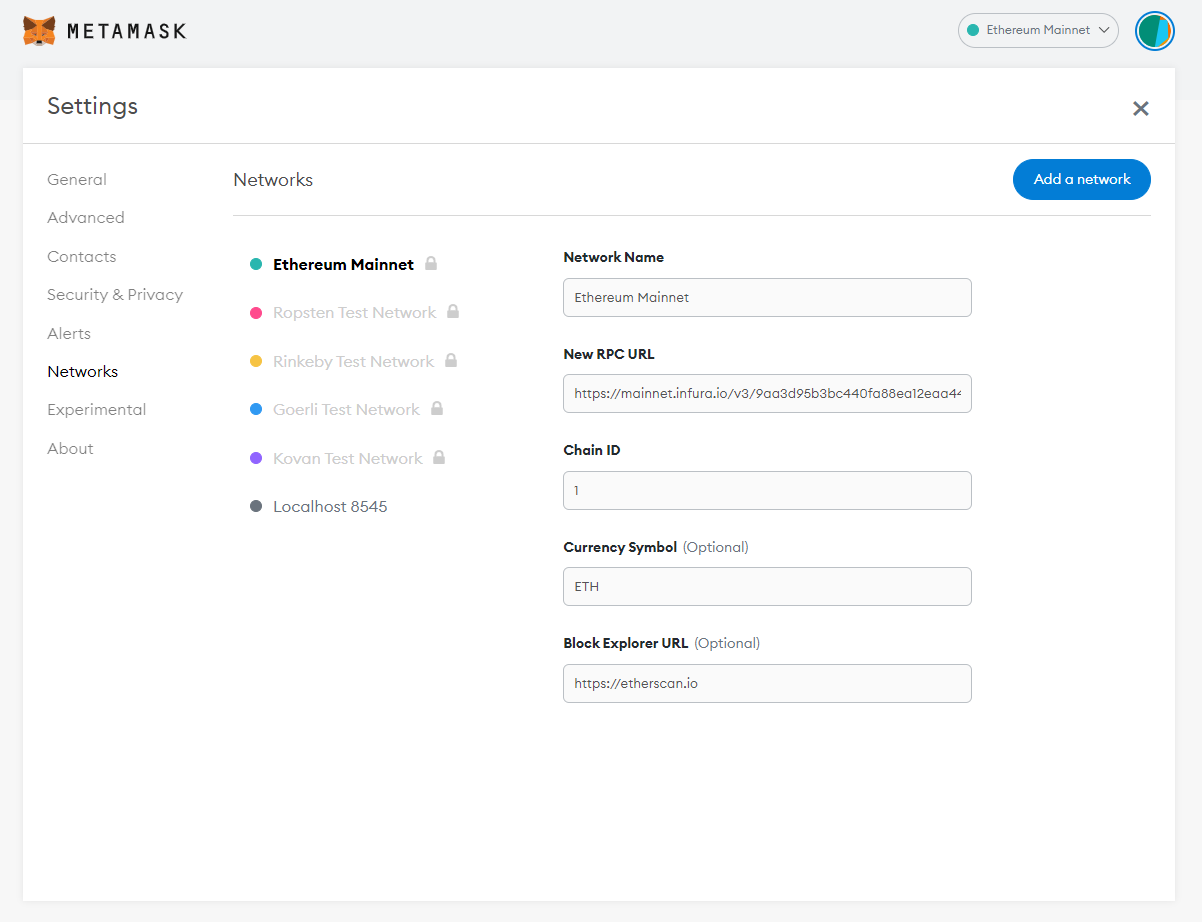 METAMASK
Ethereum Mainnet
Settings
General
Advanced
Contacts
Security & Privacy
Alerts
Networks
Experimental
About
Networks
Add a network
Ethereum Mainnet
Ropsten Test Network
Rinkeby Test Network
Goerli Test Network
Kovan Test Network
Localhost 8545
Network Name
Ethereum Mainnet
New RPC URL
https://mainnet.infura.io/v3/9aa3d95b3bc440fa88ea12eaa44
Chain ID
1
Currency Symbol (Optional)
ETH
Block Explorer URL (Optional)
https://etherscan.io